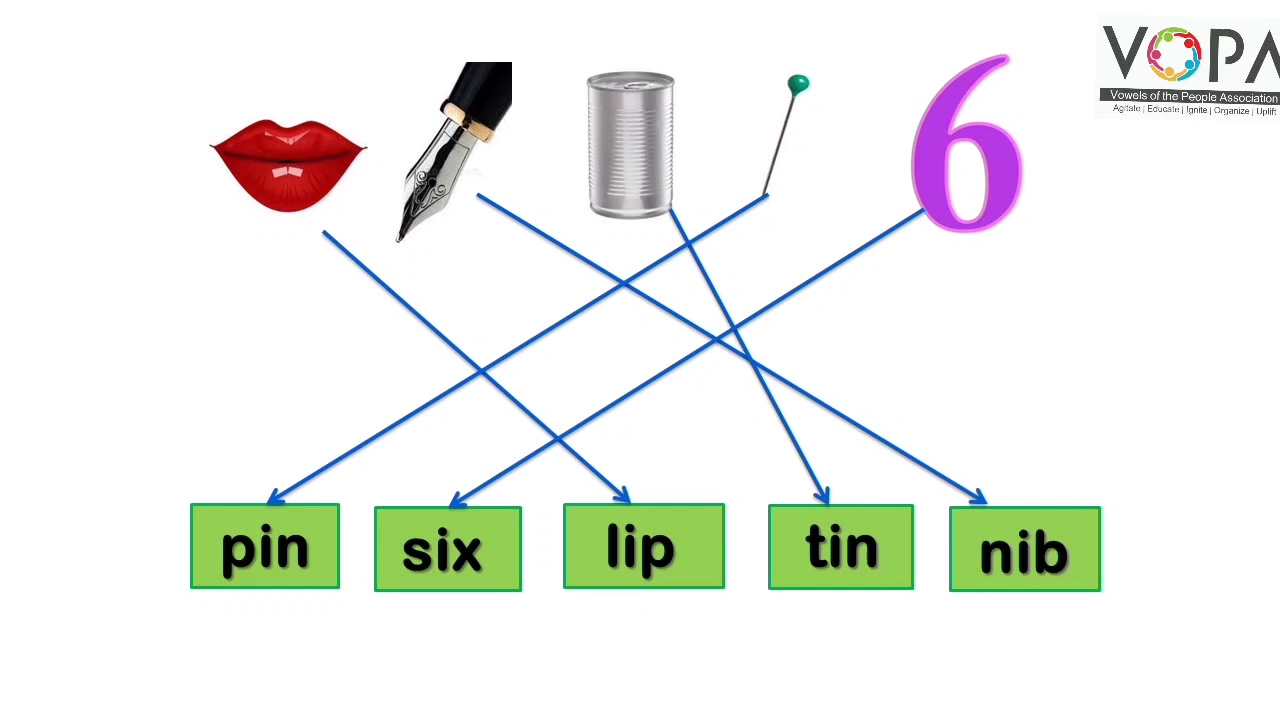 VOPA
Vowels of the People Association
Agitate | Educate | Ignite | Organize | Uplift
6
pin six lip tin nib